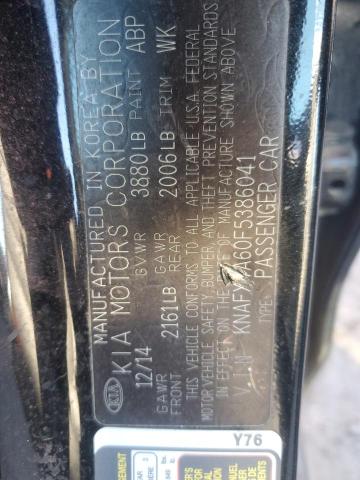 MANUFACTURED IN KOREA BY
KIA KIA MOTORS CORPORATION
12/14 GVWR 3880LB PAINT ABP
GAWR FRONT 2161LB GAWR REAR 2006LB TRIM WK
THIS VEHICLE CONFORMS TO ALL APPLICABLE U.S.A. FEDERAL
MOTOR VEHICLE SAFETY, BUMPER, AND THEFT PREVENTION STANDARDS
IN EFFECT ON THE DATE OF MANUFACTURE SHOWN ABOVE
V.I.N: A60F5386041
TYPE: PASSENGER CAR
Y76